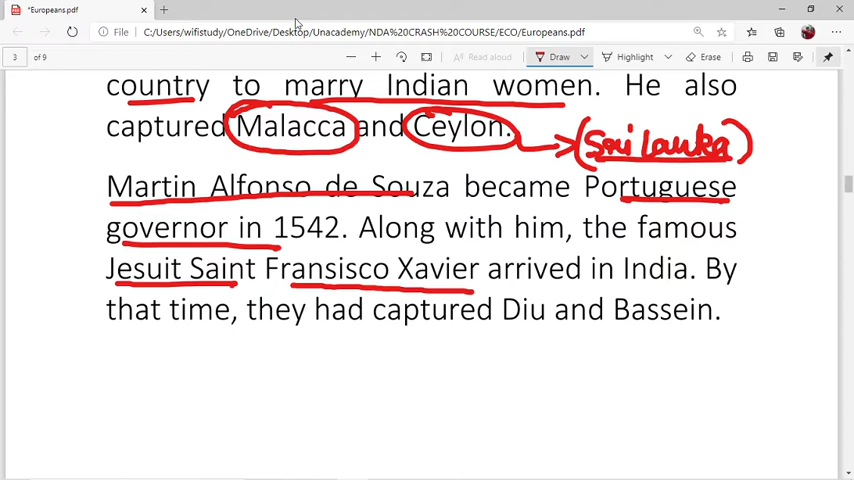 *Europeans.pdf
File C:/Users/wifistudy/OneDrive/Desktop/Unacademy/NDA%20CRASH%20COURSE/ECO/Europeans.pdf
3 of 9 Read aloud Draw Highlight Erase
country to marry Indian women. He also
captured Malacca and Ceylon. (Sri Lanka)
Martin Alfonso de Souza became Portuguese
governor in 1542. Along with him, the famous
Jesuit Saint Fransisco Xavier arrived in India. By
that time, they had captured Diu and Bassein.